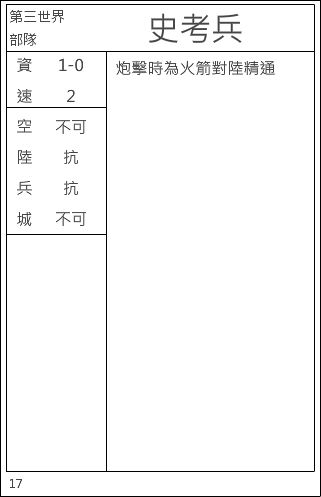 第三世界
部隊
史考兵
資 1-0
速 2
空 不可
陸 抗
兵 抗
城 不可
炮擊時為火箭對陸精通
17